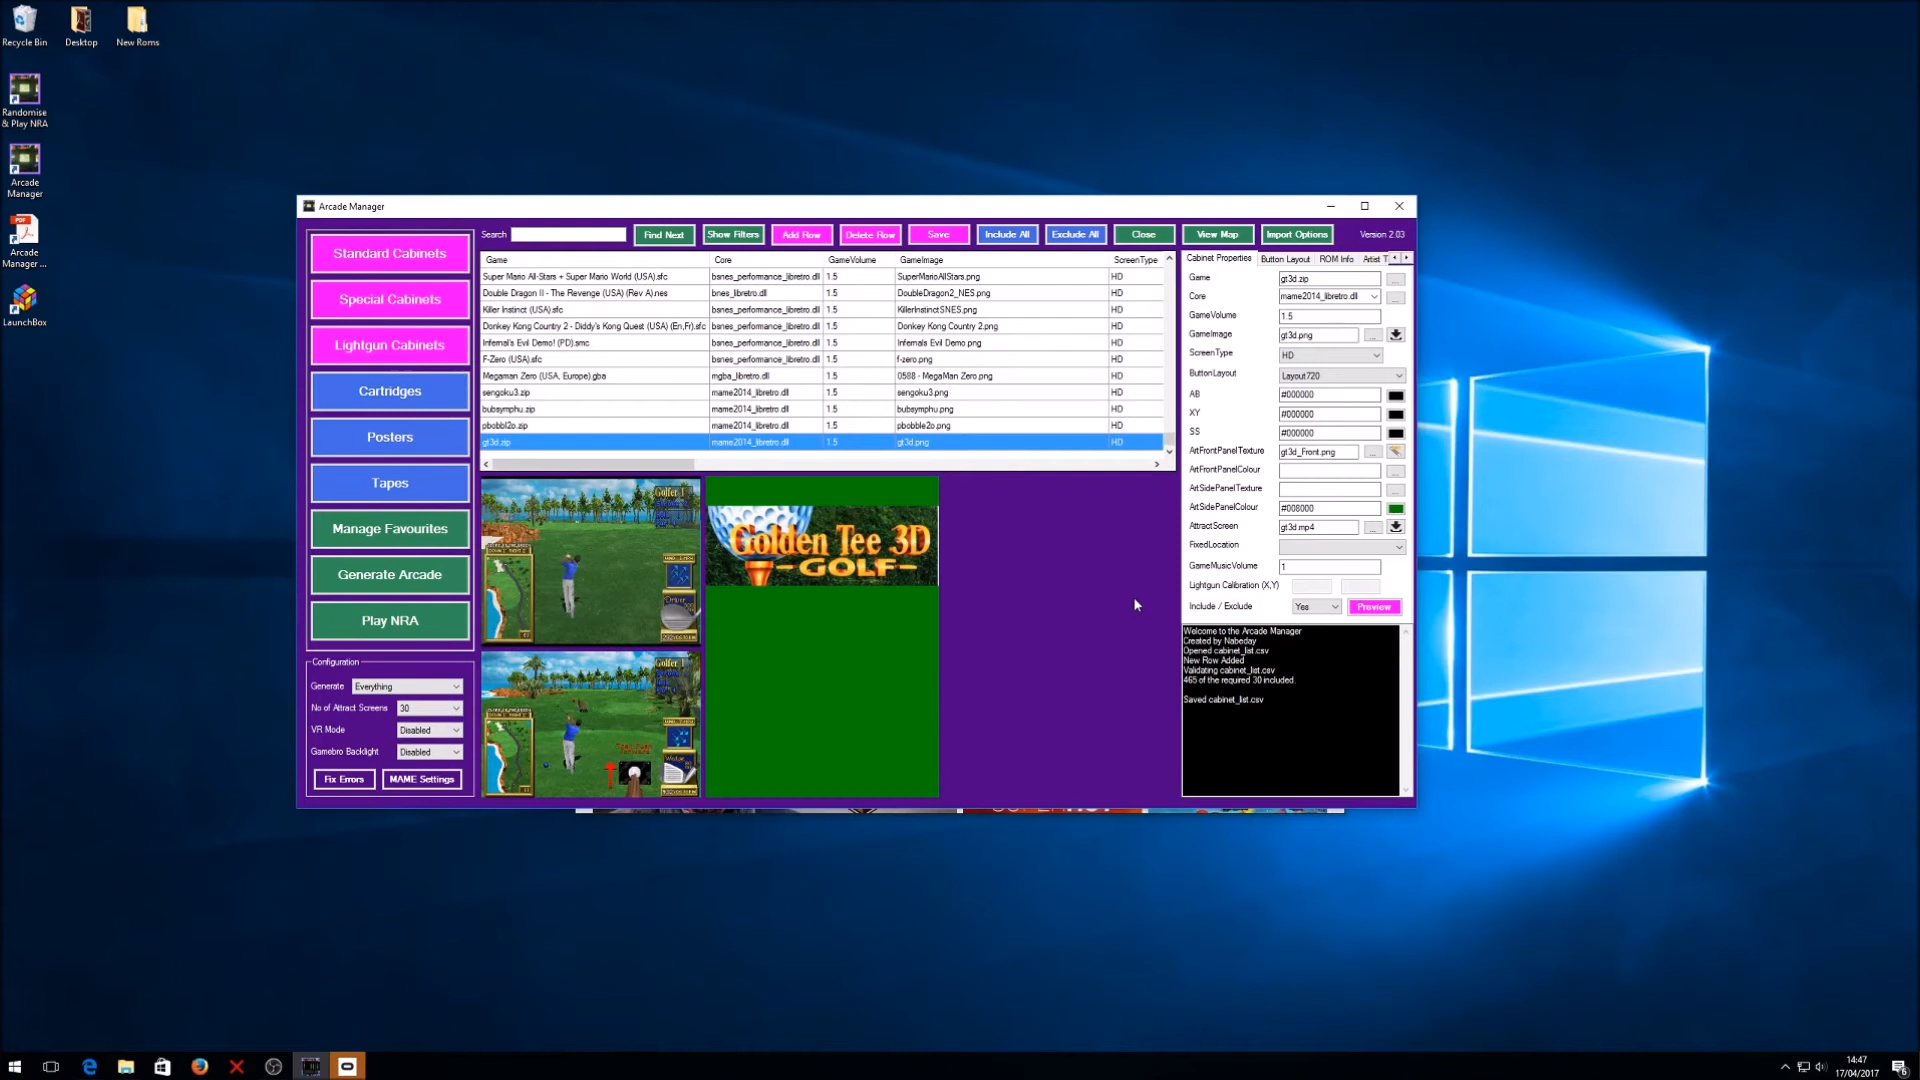 Recycle Bin
Desktop
New Roms
Randomise
& Play NRA
Arcade
Manager
Arcade
Manager ...
LaunchBox
Arcade Manager
Standard Cabinets
Special Cabinets
Lightgun Cabinets
Cartridges
Posters
Tapes
Manage Favourites
Generate Arcade
Play NRA
Configuration
Generate Everything
No of Attract Screens 30
VR Mode Disabled
Gamebro Backlight Disabled
Fix Errors MAME Settings
Search Find Next Show Filters Add Row Delete Row Save Include All Exclude All Close View Map Import Options Version 2.03
Game Core GameVolume GameImage ScreenType
Super Mario All-Stars + Super Mario World (USA).sfc bsnes_performance_libretro.dll 1.5 SuperMarioAllStars.png HD
Double Dragon II - The Revenge (USA) (Rev A).nes bnes_libretro.dll 1.5 DoubleDragon2_NES.png HD
Killer Instinct (USA).sfc bsnes_performance_libretro.dll 1.5 KillerInstinctSNES.png HD
Donkey Kong Country 2 - Diddy's Kong Quest (USA) (En,Fr).sfc bsnes_performance_libretro.dll 1.5 Donkey Kong Country 2.png HD
Infernal's Evil Demo! (PD).smc bsnes_performance_libretro.dll 1.5 Infernals Evil Demo.png HD
F-Zero (USA).sfc bsnes_performance_libretro.dll 1.5 f-zero.png HD
Megaman Zero (USA, Europe).gba mgba_libretro.dll 1.5 0588 - MegaMan Zero.png HD
sengoku3.zip mame2014_libretro.dll 1.5 sengoku3.png HD
bubsymphu.zip mame2014_libretro.dll 1.5 bubsymphu.png HD
pbobbl2o.zip mame2014_libretro.dll 1.5 pbobble2o.png HD
gt3d.zip mame2014_libretro.dll 1.5 gt3d.png HD
Golfer 1
Golden Tee 3D
-GOLF-
Golfer 1
Cabinet Properties Button Layout ROM Info Artist T
Game gt3d.zip ...
Core mame2014_libretro.dll ...
GameVolume 1.5
GameImage gt3d.png ...
ScreenType HD
ButtonLayout Layout720
AB #000000
XY #000000
SS #000000
ArtFrontPanelTexture gt3d_Front.png ...
ArtFrontPanelColour ...
ArtSidePanelTexture ...
ArtSidePanelColour #008000
AttractScreen gt3d.mp4 ...
FixedLocation
GameMusicVolume 1
Lightgun Calibration (X,Y)
Include / Exclude Yes Preview
Welcome to the Arcade Manager
Created by Nabeday
Opened cabinet_list.csv
New Row Added
Validating cabinet_list.csv
465 of the required 30 included.
Saved cabinet_list.csv
14:47
17/04/2017